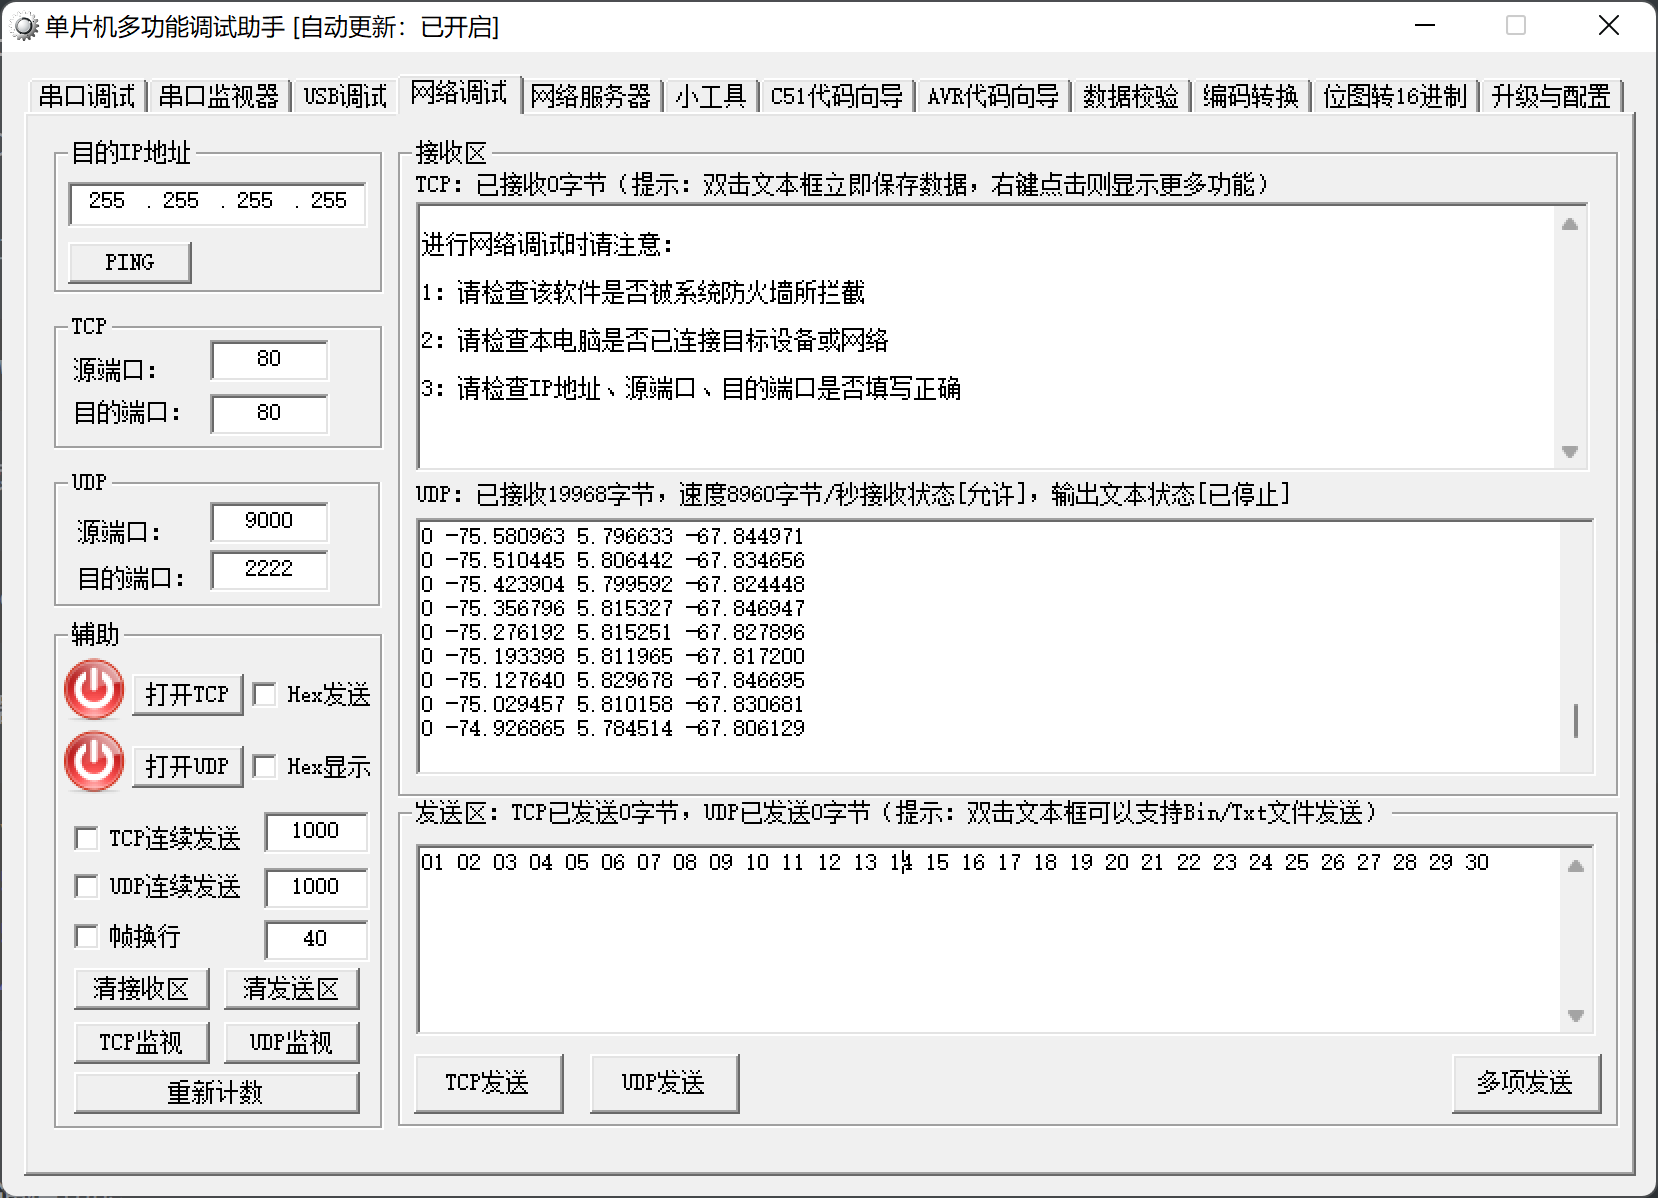 单片机多功能调试助手 [自动更新：已开启]
串口调试 串口监视器 USB调试 网络调试 网络服务器 小工具 C51代码向导 AVR代码向导 数据校验 编码转换 位图转16进制 升级与配置
目的IP地址
255 . 255 . 255 . 255
PING
TCP
源端口： 80
目的端口： 80
UDP
源端口： 9000
目的端口： 2222
辅助
打开TCP Hex发送
打开UDP Hex显示
TCP连续发送 1000
UDP连续发送 1000
帧换行 40
清接收区 清发送区
TCP监视 UDP监视
重新计数
接收区
TCP：已接收0字节（提示：双击文本框立即保存数据，右键点击则显示更多功能）
进行网络调试时请注意：
1：请检查该软件是否被系统防火墙所拦截
2：请检查本电脑是否已连接目标设备或网络
3：请检查IP地址、源端口、目的端口是否填写正确
UDP：已接收19968字节，速度8960字节/秒接收状态[允许]，输出文本状态[已停止]
0 -75.580963 5.796633 -67.844971
0 -75.510445 5.806442 -67.834656
0 -75.423904 5.799592 -67.824448
0 -75.356796 5.815327 -67.846947
0 -75.276192 5.815251 -67.827896
0 -75.193398 5.811965 -67.817200
0 -75.127640 5.829678 -67.846695
0 -75.029457 5.810158 -67.830681
0 -74.926865 5.784514 -67.806129
发送区：TCP已发送0字节，UDP已发送0字节（提示：双击文本框可以支持Bin/Txt文件发送）
01 02 03 04 05 06 07 08 09 10 11 12 13 14 15 16 17 18 19 20 21 22 23 24 25 26 27 28 29 30
TCP发送 UDP发送 多项发送